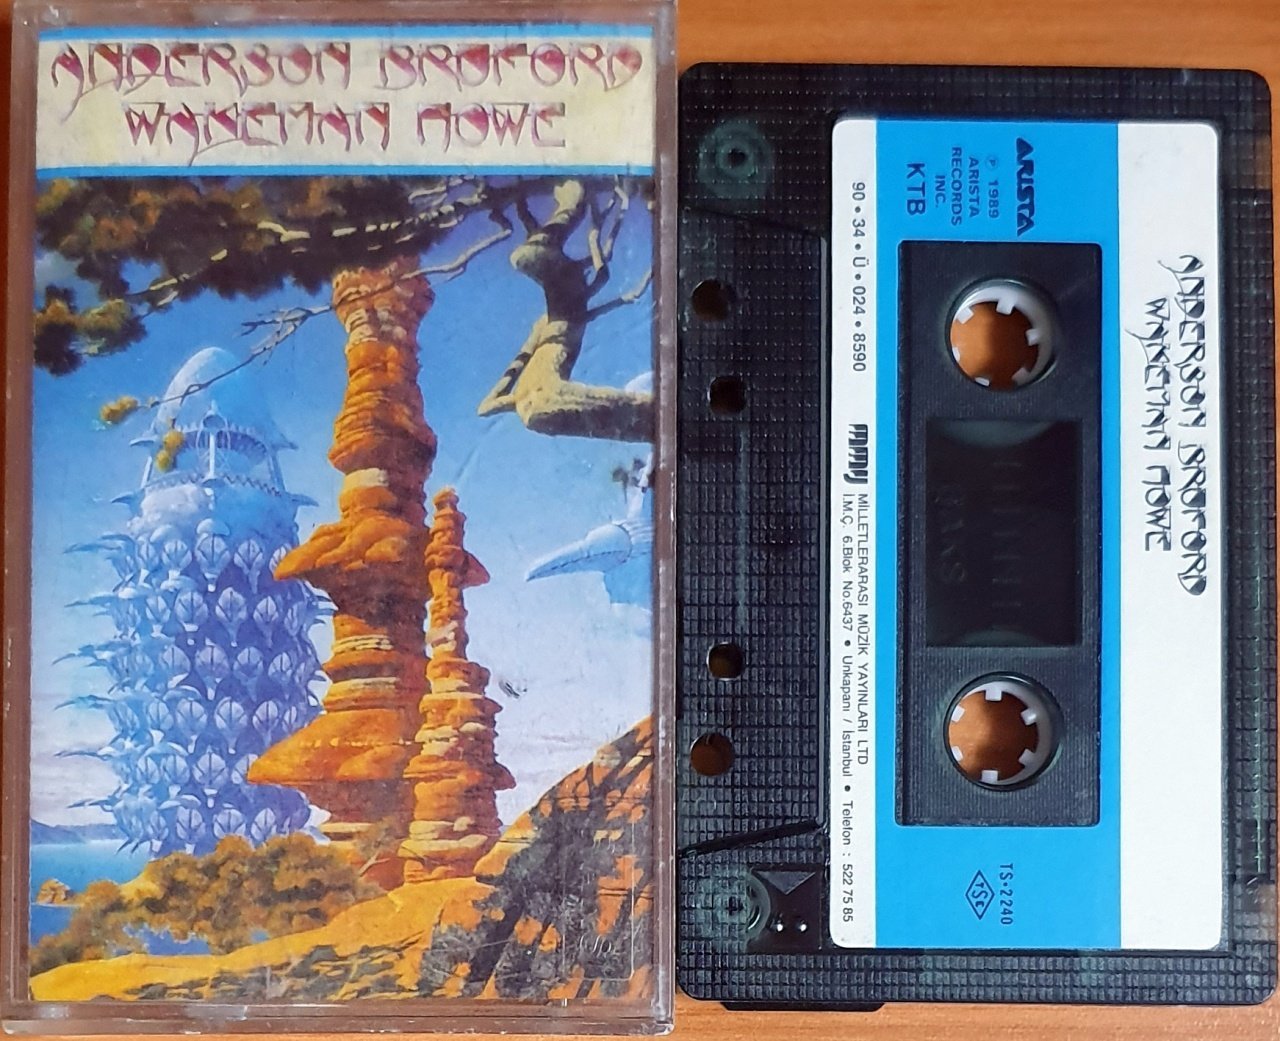 ANDERSON BRUFORD
WAKEMAN HOWE
ARISTA
℗ 1989
ARISTA
RECORDS
INC.
KTB
90 • 34 • Ü • 024 • 8590
MMY
MİLLETLERARASI MÜZİK YAYINLARI LTD
İ.M.Ç. 6.Blok No.6437 • Unkapanı / İstanbul • Telefon : 522 75 85
ANDERSON BRUFORD
WAKEMAN HOWE
TS•2240
TSE